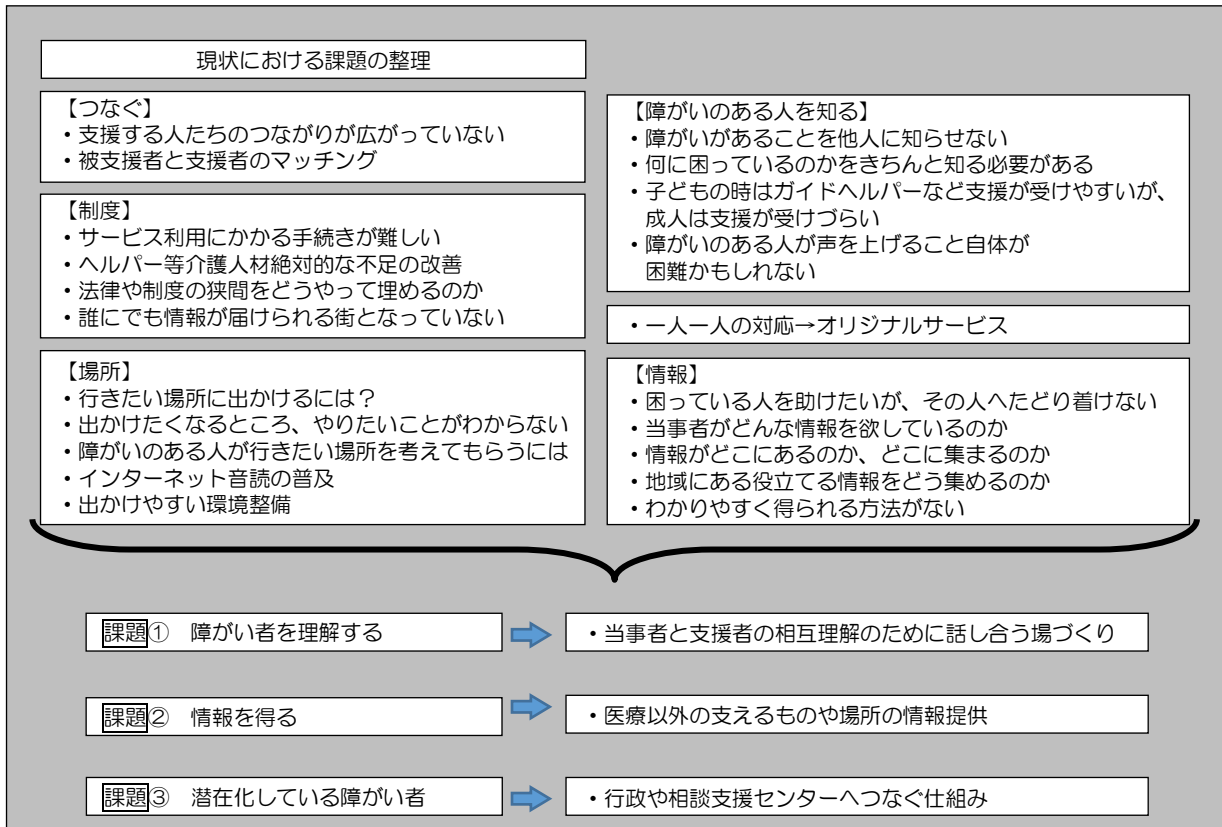 現状における課題の整理
【つなぐ】
・支援する人たちのつながりが広がっていない
・被支援者と支援者のマッチング
【制度】
・サービス利用にかかる手続きが難しい
・ヘルパー等介護人材絶対的な不足の改善
・法律や制度の狭間をどうやって埋めるのか
・誰にでも情報が届けられる街となっていない
【場所】
・行きたい場所に出かけるには？
・出かけたくなるところ、やりたいことがわからない
・障がいのある人が行きたい場所を考えてもらうには
・インターネット音読の普及
・出かけやすい環境整備
【障がいのある人を知る】
・障がいがあることを他人に知らせない
・何に困っているのかをきちんと知る必要がある
・子どもの時はガイドヘルパーなど支援が受けやすいが、
成人は支援が受けづらい
・障がいのある人が声を上げること自体が
困難かもしれない
・一人一人の対応→オリジナルサービス
【情報】
・困っている人を助けたいが、その人へたどり着けない
・当事者がどんな情報を欲しているのか
・情報がどこにあるのか、どこに集まるのか
・地域にある役立てる情報をどう集めるのか
・わかりやすく得られる方法がない
課題① 障がい者を理解する
・当事者と支援者の相互理解のために話し合う場づくり
課題② 情報を得る
・医療以外の支えるものや場所の情報提供
課題③ 潜在化している障がい者
・行政や相談支援センターへつなぐ仕組み